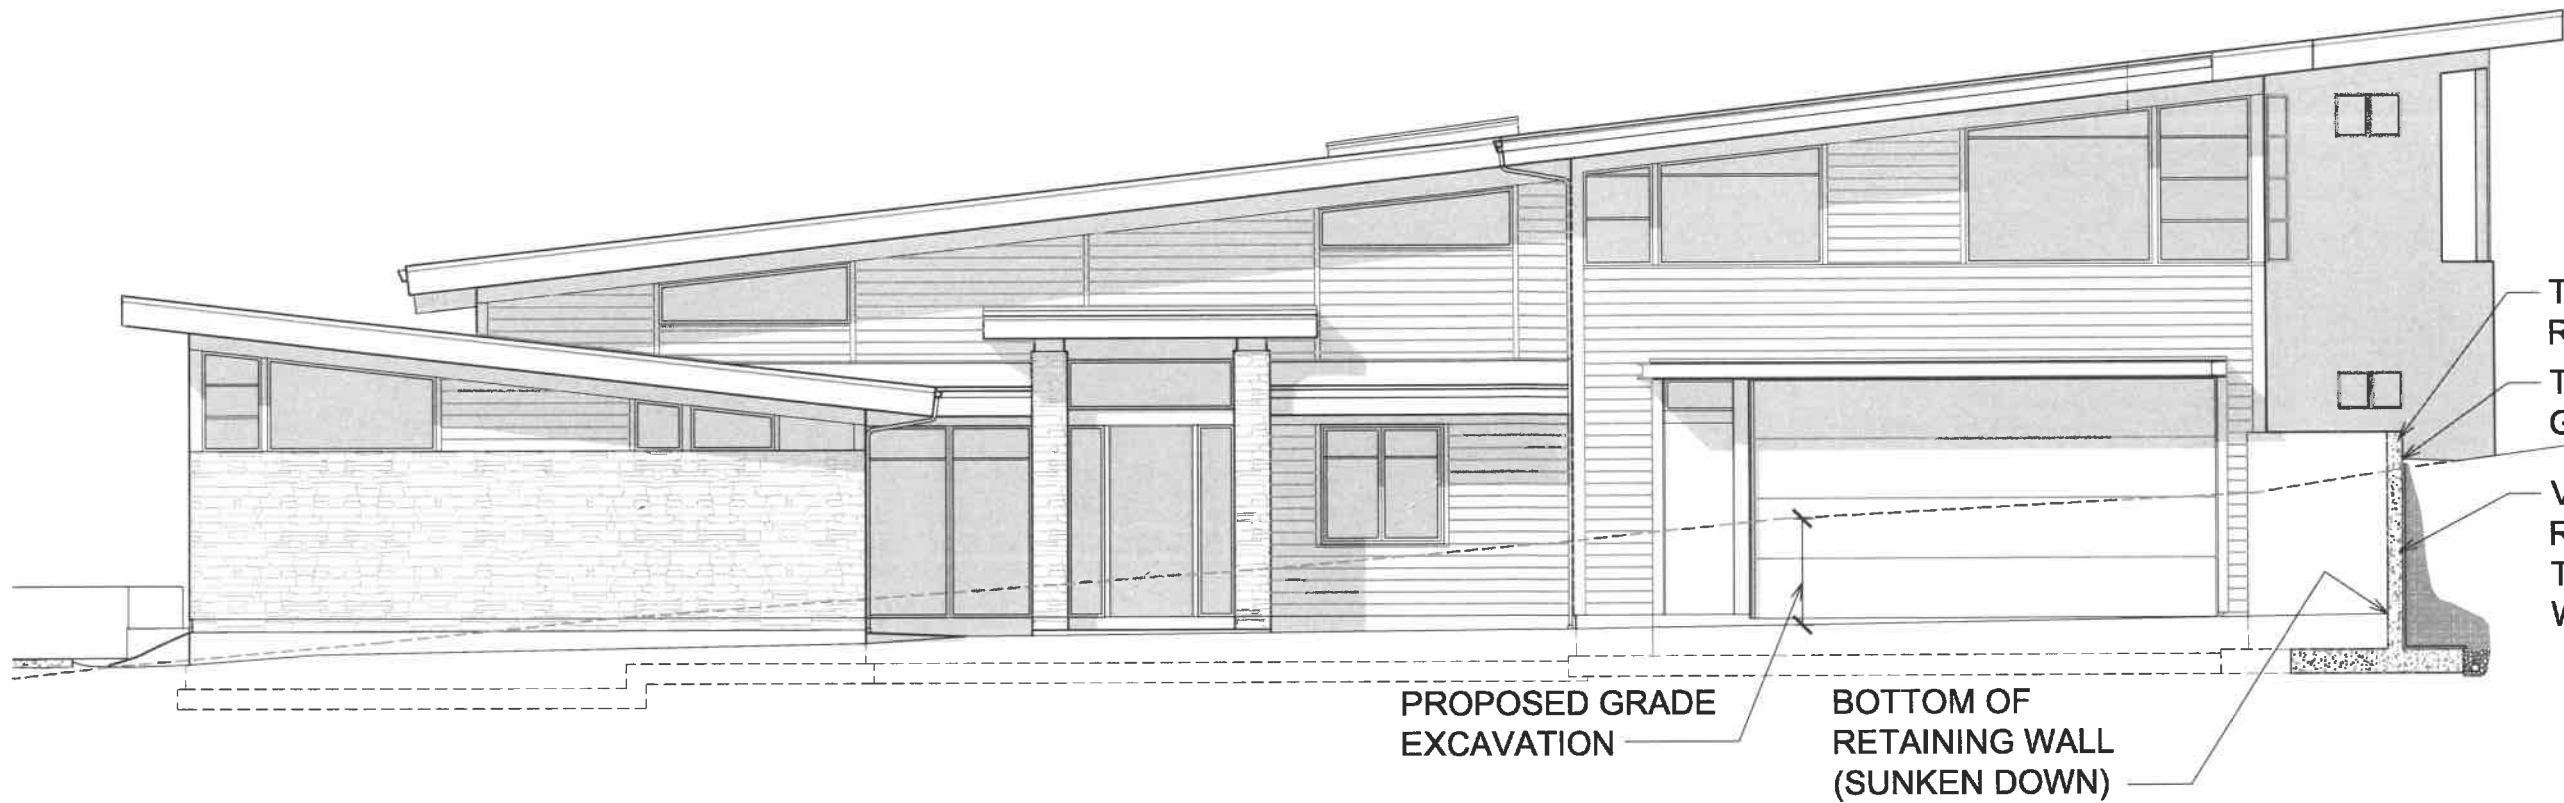 T
R
T
G
V
R
T
W
PROPOSED GRADE
EXCAVATION
BOTTOM OF
RETAINING WALL
(SUNKEN DOWN)